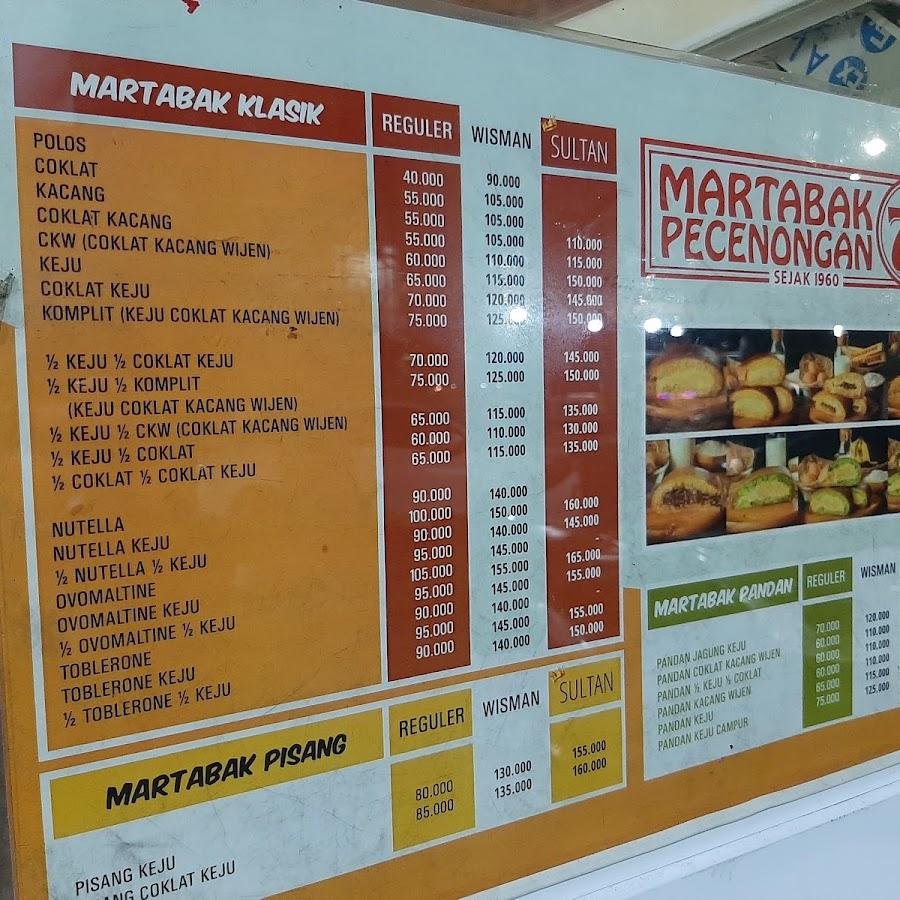 MARTABAK KLASIK REGULER WISMAN SULTAN
POLOS
COKLAT
KACANG
COKLAT KACANG
CKW (COKLAT KACANG WIJEN)
KEJU
COKLAT KEJU
KOMPLIT (KEJU COKLAT KACANG WIJEN)
½ KEJU ½ COKLAT KEJU
½ KEJU ½ KOMPLIT
(KEJU COKLAT KACANG WIJEN)
½ KEJU ½ CKW (COKLAT KACANG WIJEN)
½ KEJU ½ COKLAT
½ COKLAT ½ COKLAT KEJU
NUTELLA
NUTELLA KEJU
½ NUTELLA ½ KEJU
OVOMALTINE
OVOMALTINE KEJU
½ OVOMALTINE ½ KEJU
TOBLERONE
TOBLERONE KEJU
½ TOBLERONE ½ KEJU
40.000
55.000
55.000
55.000
60.000
65.000
70.000
75.000
70.000
75.000
65.000
60.000
65.000
90.000
100.000
90.000
95.000
105.000
95.000
90.000
95.000
90.000
90.000
105.000
105.000
105.000
110.000
115.000
120.000
125.000
120.000
125.000
115.000
110.000
115.000
140.000
150.000
140.000
145.000
155.000
145.000
140.000
145.000
140.000
110.000
115.000
150.000
145.000
150.000
145.000
150.000
135.000
130.000
135.000
160.000
145.000
-
165.000
155.000
-
155.000
150.000
MARTABAK PISANG REGULER WISMAN SULTAN
PISANG KEJU
COKLAT KEJU
80.000
85.000
130.000
135.000
155.000
160.000
MARTABAK
PECENONGAN
SEJAK 1960
MARTABAK PANDAN REGULER WISMAN
PANDAN JAGUNG KEJU
PANDAN COKLAT KACANG WIJEN
PANDAN ½ KEJU ½ COKLAT
PANDAN KACANG WIJEN
PANDAN KEJU
PANDAN KEJU CAMPUR
70.000
60.000
60.000
60.000
65.000
75.000
120.000
110.000
110.000
110.000
115.000
125.000